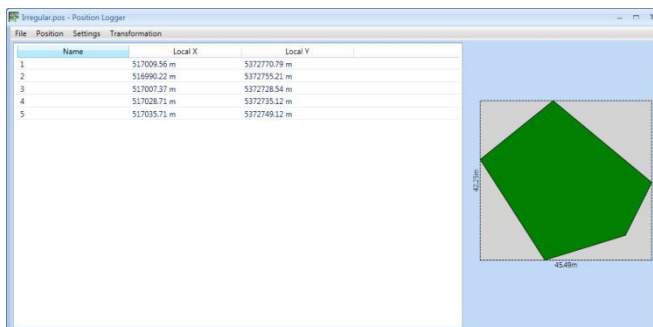 Irregular.pos - Position Logger
File Position Settings Transformation
Name Local X Local Y
1 517009.56 m 5372770.79 m
2 516990.22 m 5372755.21 m
3 517007.37 m 5372728.54 m
4 517028.71 m 5372735.12 m
5 517035.71 m 5372749.12 m
42.25m
45.49m